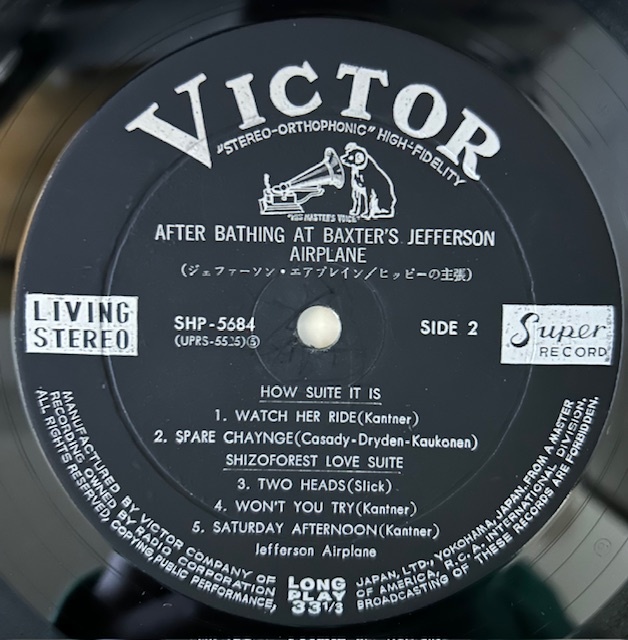 VICTOR
"STEREO-ORTHOPHONIC" HIGH-FIDELITY
"HIS MASTER'S VOICE"
AFTER BATHING AT BAXTER'S JEFFERSON
AIRPLANE
(ジェファーソン・エアプレイン/ヒッピーの主張)
LIVING
STEREO
SHP-5684
SIDE 2
Super
RECORD
HOW SUITE IT IS
1. WATCH HER RIDE(Kantner)
2. SPARE CHAYNGE(Casady-Dryden-Kaukonen)
SHIZOFOREST LOVE SUITE
3. TWO HEADS(Slick)
4. WON'T YOU TRY(Kantner)
5. SATURDAY AFTERNOON(Kantner)
Jefferson Airplane
LONG
PLAY
33 1/3
MANUFACTURED BY VICTOR COMPANY OF JAPAN, LTD., YOKOHAMA, JAPAN, FROM A MASTER
RECORDING OWNED BY RADIO CORPORATION OF AMERICA, R.C.A. INTERNATIONAL DIVISION.
ALL RIGHTS RESERVED, COPYING, PUBLIC PERFORMANCE, BROADCASTING OF THESE RECORDS ARE FORBIDDEN.